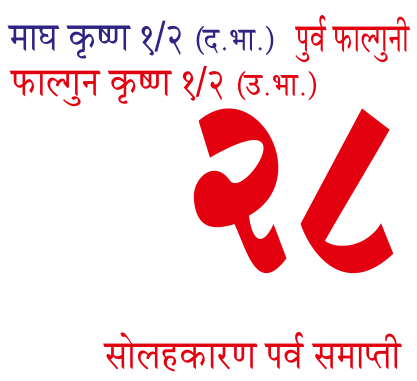 माघ कृष्ण १/२ (द.भा.) पुर्व फाल्गुनी
फाल्गुन कृष्ण १/२ (उ.भा.)
२८
सोलहकारण पर्व समाप्ती